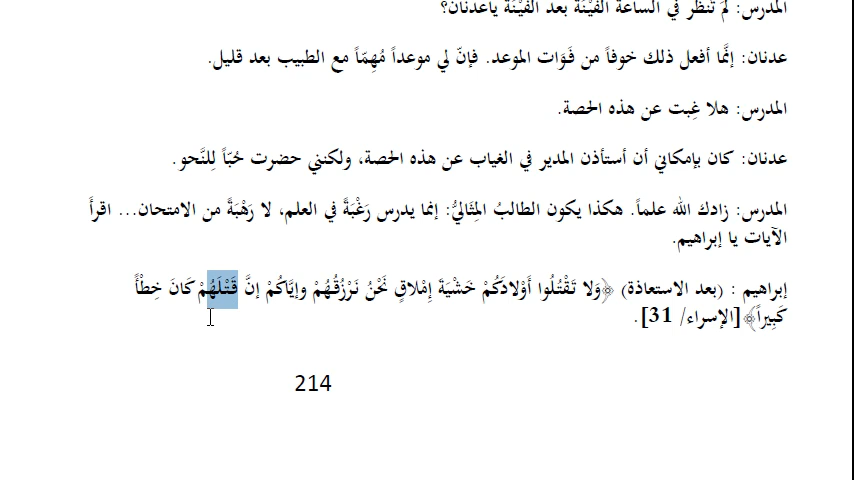 المدرس: لمَ تنظر في الساعة الفَيْنَة بعد الفَيْنَة ياعدنان؟
عدنان: إنَّما أفعل ذلك خوفاً من فَوَات الموعد. فإنّ لي موعداً مُهِمّاً مع الطبيب بعد قليل.
المدرس: هلا غِبت عن هذه الحصة.
عدنان: كان بإمكاني أن أستأذن المدير في الغياب عن هذه الحصة، ولكنني حضرت حُبّاً لِلنَّحو.
المدرس: زادك الله علماً. هكذا يكون الطالبُ المِثَاليُّ: إنما يدرس رَغْبَةً في العلم، لا رَهْبَةً من الامتحان... اقرأَ
الآيات يا إبراهيم.
إبراهيم : (بعد الاستعاذة) ﴿وَلا تَقْتُلُوا أَوْلادَكُمْ خَشْيَةَ إِمْلاقٍ نَحْنُ نَرْزُقُهُمْ وإيَّاكُمْ إنَّ قَتْلَهُمْ كَانَ خِطْأً
كَبِيراً﴾[الإسراء/ 31].
214